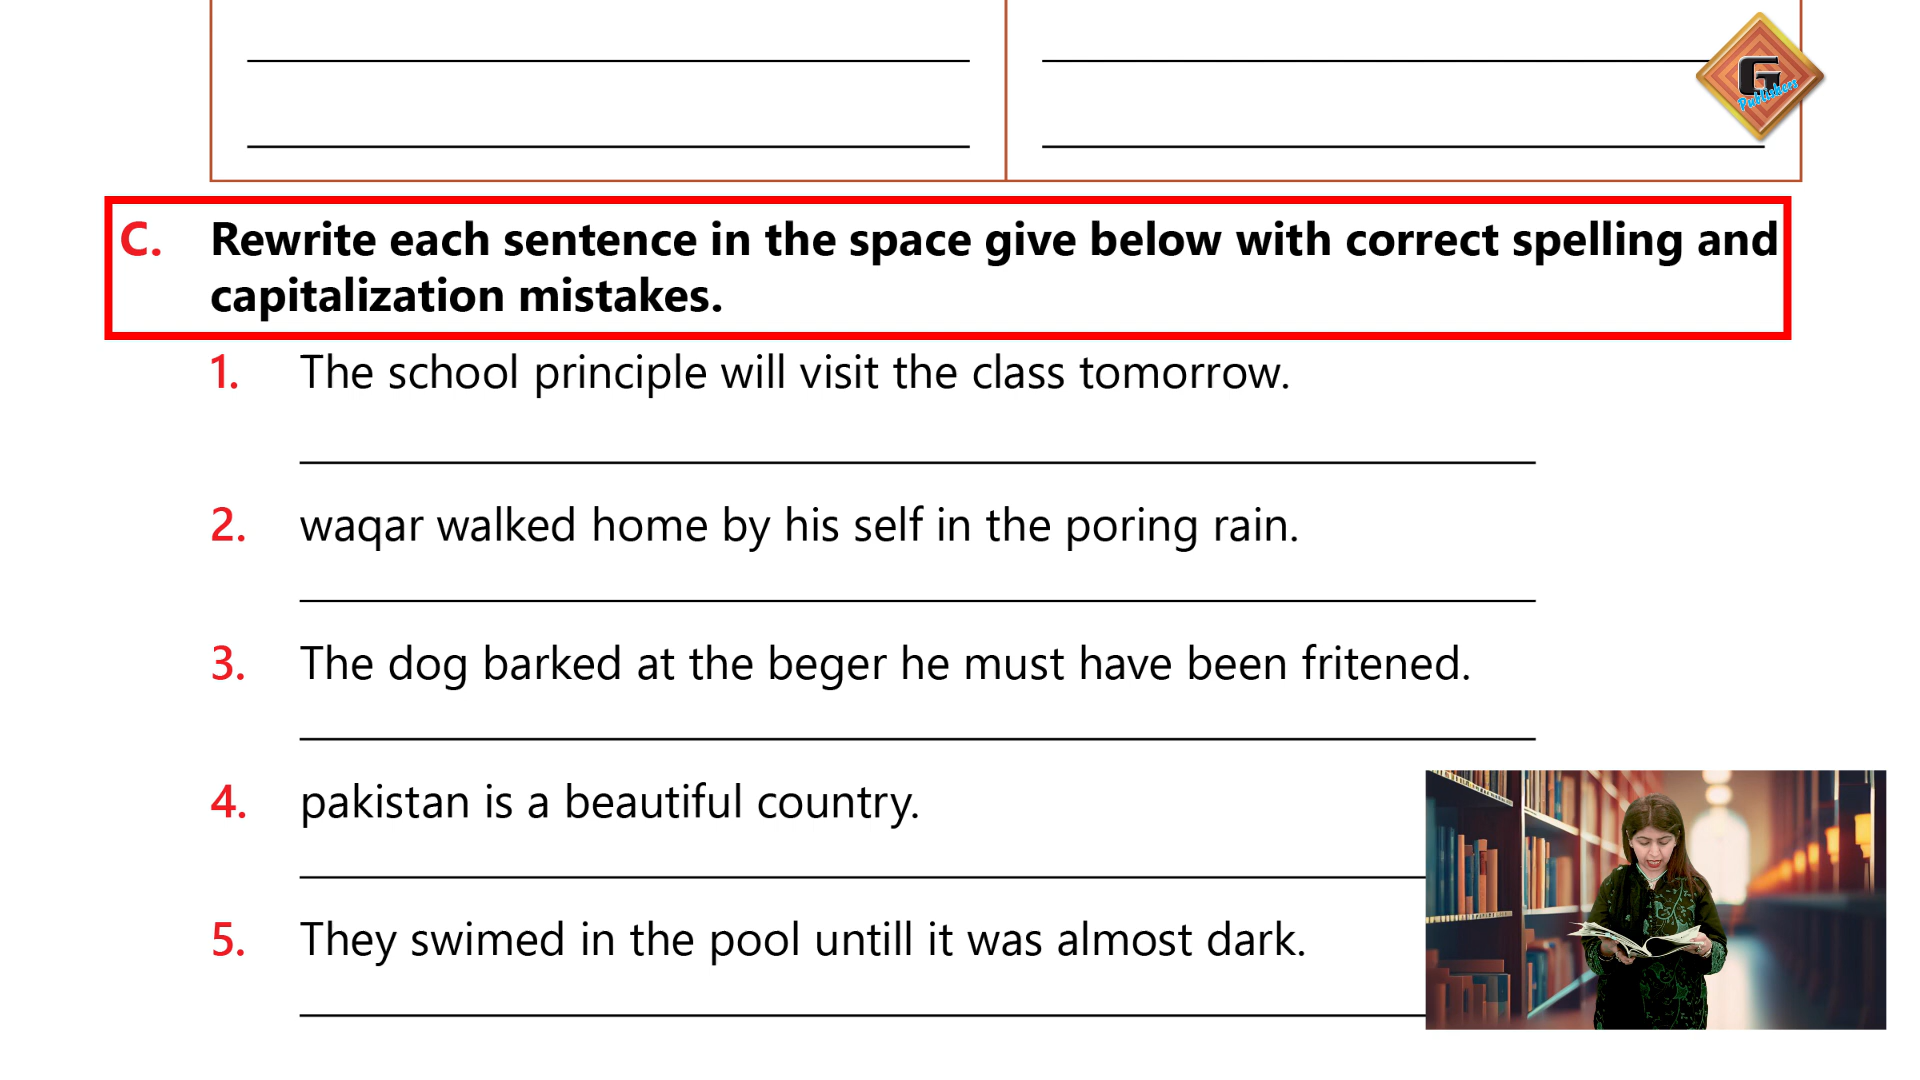 G
Publishers
C. Rewrite each sentence in the space give below with correct spelling and
capitalization mistakes.
1. The school principle will visit the class tomorrow.
2. waqar walked home by his self in the poring rain.
3. The dog barked at the beger he must have been fritened.
4. pakistan is a beautiful country.
5. They swimed in the pool untill it was almost dark.